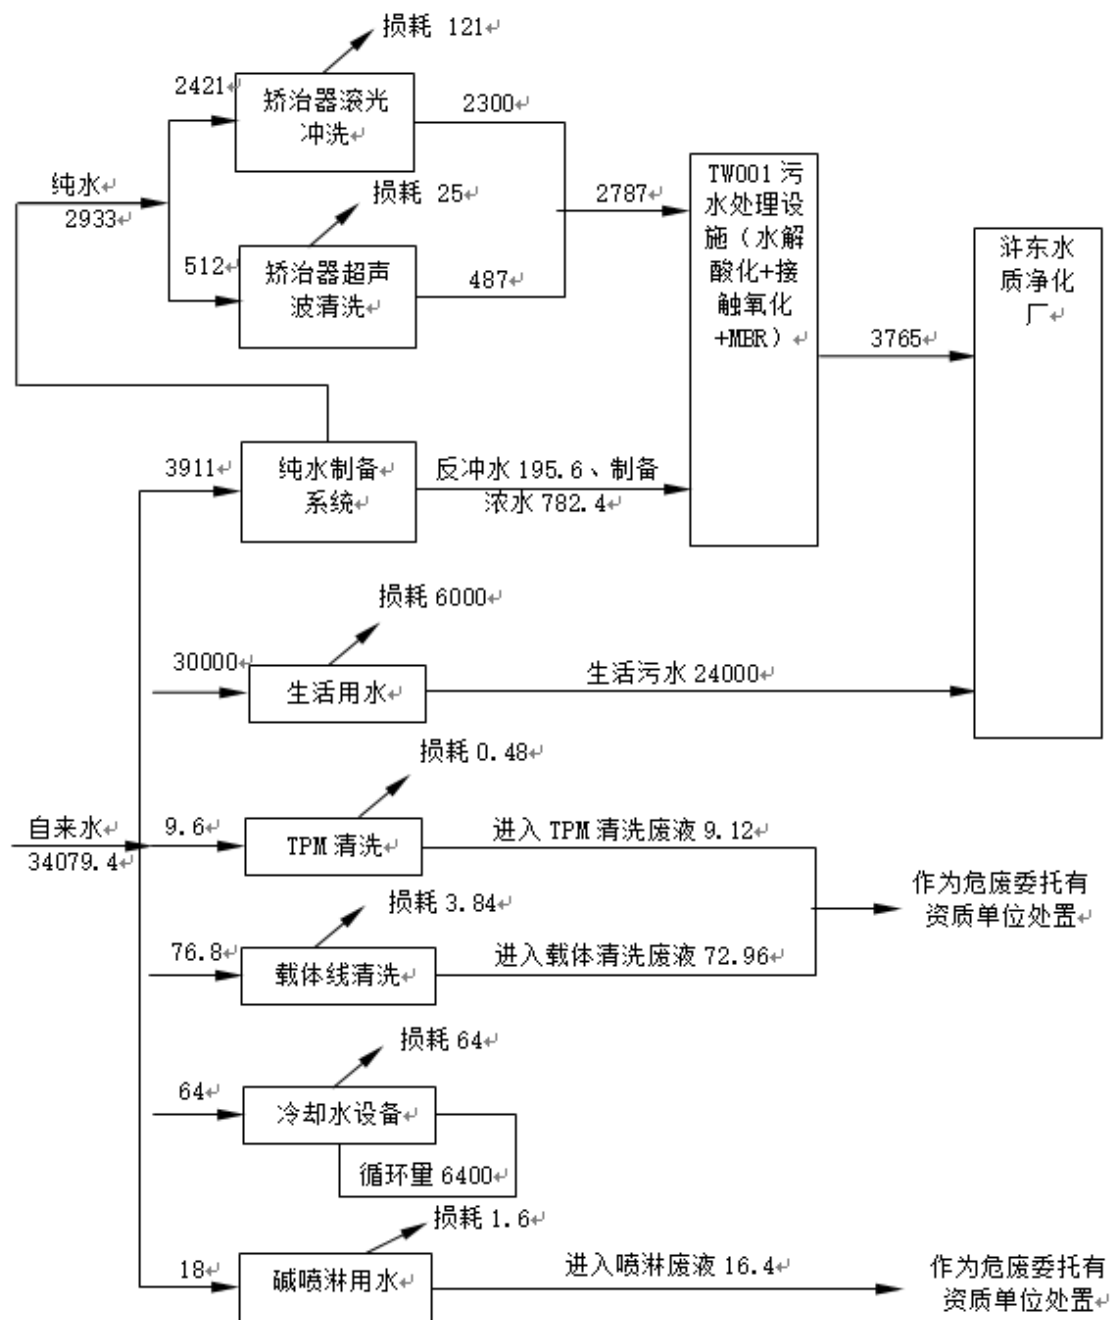 损耗 121↵
2421↵
矫治器滚光
冲洗↵
2300↵
纯水↵
2933↵
损耗 25↵
512↵
矫治器超声
波清洗↵
487↵
2787↵
TW001 污
水处理设
施（水解
酸化+接
触氧化
+MBR）↵
3765↵
浒东水
质净化
厂↵
3911↵
纯水制备↵
系统↵
反冲水 195.6、制备
浓水 782.4↵
损耗 6000↵
30000↵
生活用水↵
生活污水 24000↵
损耗 0.48↵
自来水↵
34079.4↵
9.6↵
TPM 清洗↵
进入 TPM 清洗废液 9.12↵
损耗 3.84↵
76.8↵
载体线清洗↵
进入载体清洗废液 72.96↵
作为危废委托有
资质单位处置↵
损耗 64↵
64↵
冷却水设备↵
循环量 6400↵
损耗 1.6↵
18↵
碱喷淋用水↵
进入喷淋废液 16.4↵
作为危废委托有
资质单位处置↵